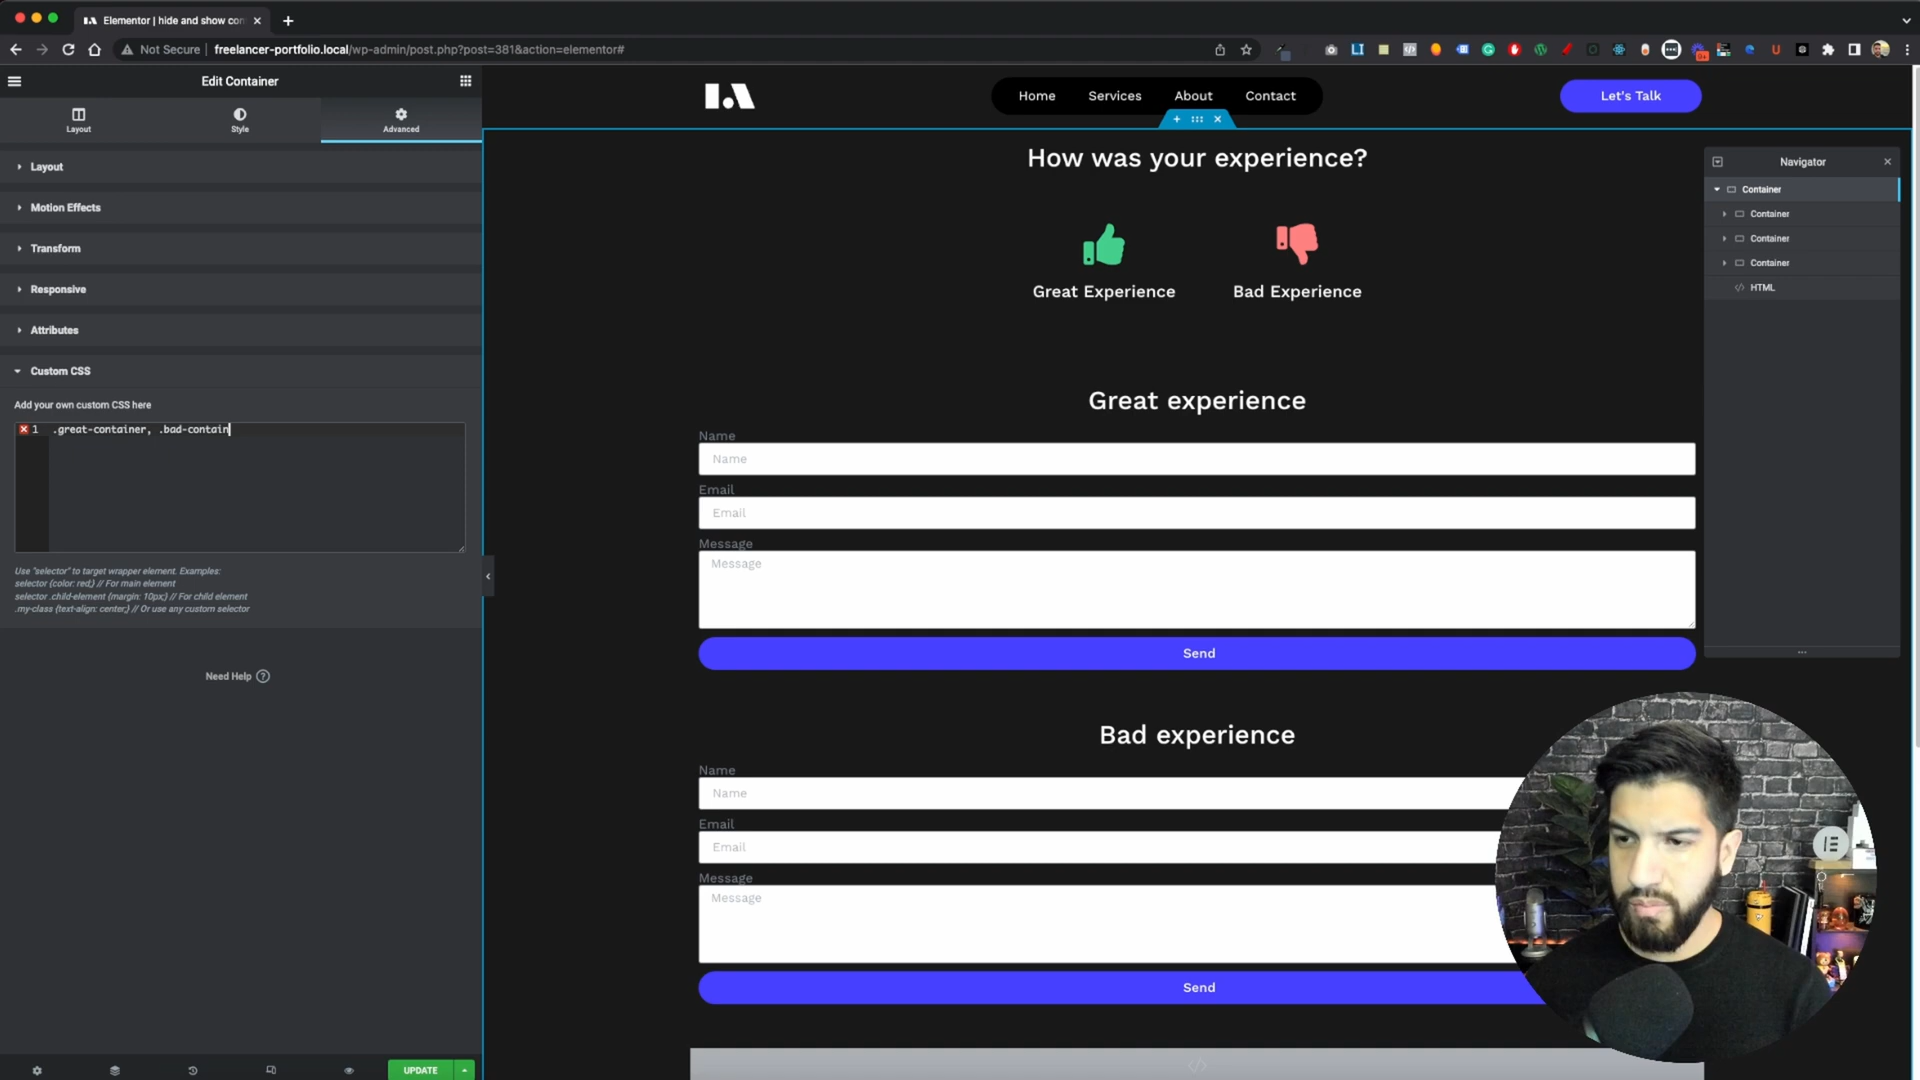 Elementor | hide and show con
Not Secure | freelancer-portfolio.local/wp-admin/post.php?post=381&action=elementor#
Edit Container
Layout
Style
Advanced
Layout
Motion Effects
Transform
Responsive
Attributes
Custom CSS
Add your own custom CSS here
1 .great-container, .bad-contain
Use "selector" to target wrapper element. Examples:
selector {color: red;} // For main element
selector .child-element {margin: 10px;} // For child element
.my-class {text-align: center;} // Or use any custom selector
Need Help ?
UPDATE
Home Services About Contact
Let's Talk
How was your experience?
Great Experience
Bad Experience
Great experience
Name
Name
Email
Email
Message
Message
Send
Bad experience
Name
Name
Email
Email
Message
Message
Send
Navigator
Container
Container
Container
Container
HTML